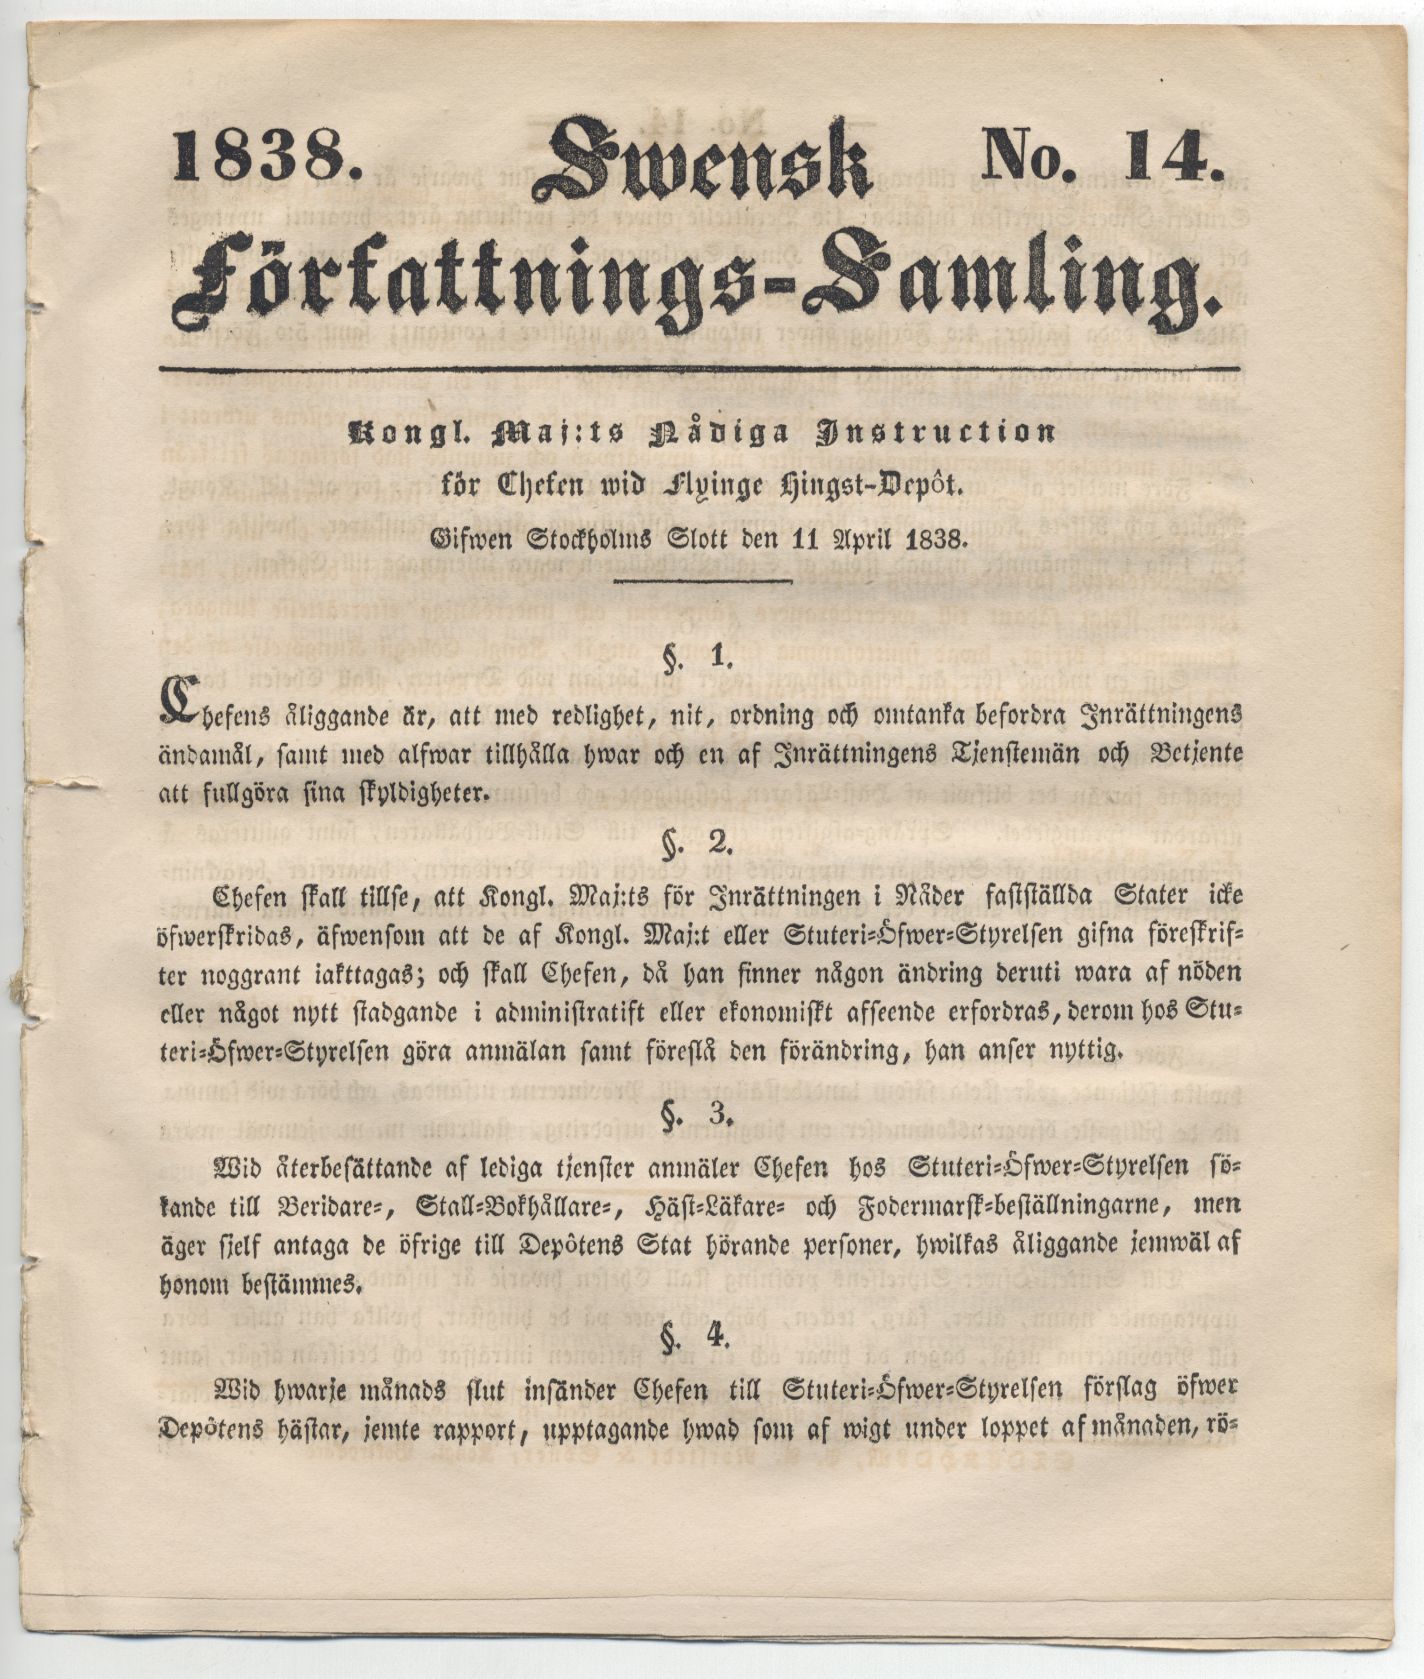 1838. Swensk No. 14.
Författnings-Samling.
Kongl. Maj:ts Nådiga Instruction
för Chefen wid Flyinge Hingst-Depôt.
Gifwen Stockholms Slott den 11 April 1838.
§. 1.
Chefens åliggande är, att med redlighet, nit, ordning och omtanka befordra Inrättningens
ändamål, samt med alfwar tillhålla hwar och en af Inrättningens Tjenstemän och Betjente
att fullgöra sina skyldigheter.
§. 2.
Chefen skall tillse, att Kongl. Maj:ts för Inrättningen i Nåder fastställda Stater icke
öfwerskridas, äfwensom att de af Kongl. Maj:t eller Stuteri-Öfwer-Styrelsen gifna föreskrif-
ter noggrant iakttagas; och skall Chefen, då han finner någon ändring deruti wara af nöden
eller något nytt stadgande i administratift eller ekonomiskt afseende erfordras, derom hos Stu-
teri-Öfwer-Styrelsen göra anmälan samt föreslå den förändring, han anser nyttig.
§. 3.
Wid återbesättande af lediga tjenster anmäler Chefen hos Stuteri-Öfwer-Styrelsen sö-
kande till Beridare-, Stall-Bokhållare-, Häst-Läkare- och Fodermarsk-beställningarne, men
äger sjelf antaga de öfrige till Depôtens Stat hörande personer, hwilkas åliggande jemwäl af
honom bestämmes.
§. 4.
Wid hwarje månads slut insänder Chefen till Stuteri-Öfwer-Styrelsen förslag öfwer
Depôtens hästar, jemte rapport, upptagande hwad som af wigt under loppet af månaden, rö-